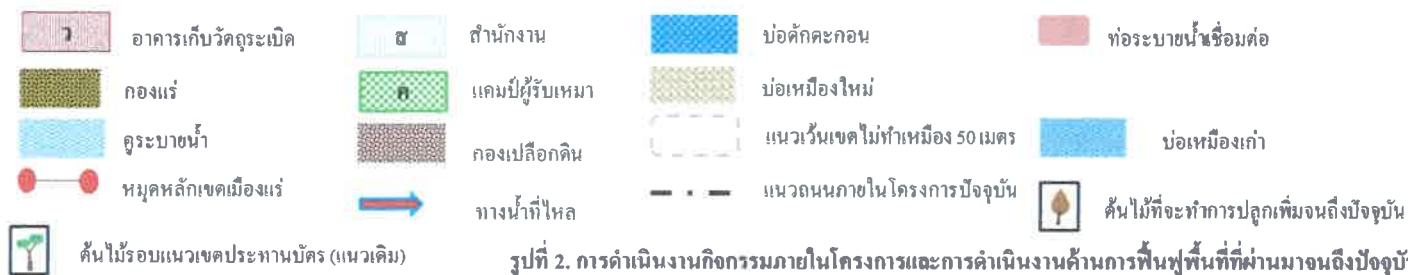 ว อาคารเก็บวัตถุระเบิด ส สำนักงาน บ่อดักตะกอน ท่อระบายน้ำเชื่อมต่อ
กองแร่ ค แคมป์ผู้รับเหมา บ่อเหมืองใหม่
คูระบายน้ำ กองเปลือกดิน แนวเว้นเขตไม่ทำเหมือง 50 เมตร บ่อเหมืองเก่า
หมุดหลักเขตเมืองแร่ ทางน้ำที่ไหล แนวถนนภายในโครงการปัจจุบัน ต้นไม้ที่จะทำการปลูกเพิ่มจนถึงปัจจุบัน
ต้นไม้รอบแนวเขตประทานบัตร (แนวเดิม)
รูปที่ 2. การดำเนินงานกิจกรรมภายในโครงการและการดำเนินงานด้านการฟื้นฟูพื้นที่ที่ผ่านมาจนถึงปัจจุบั